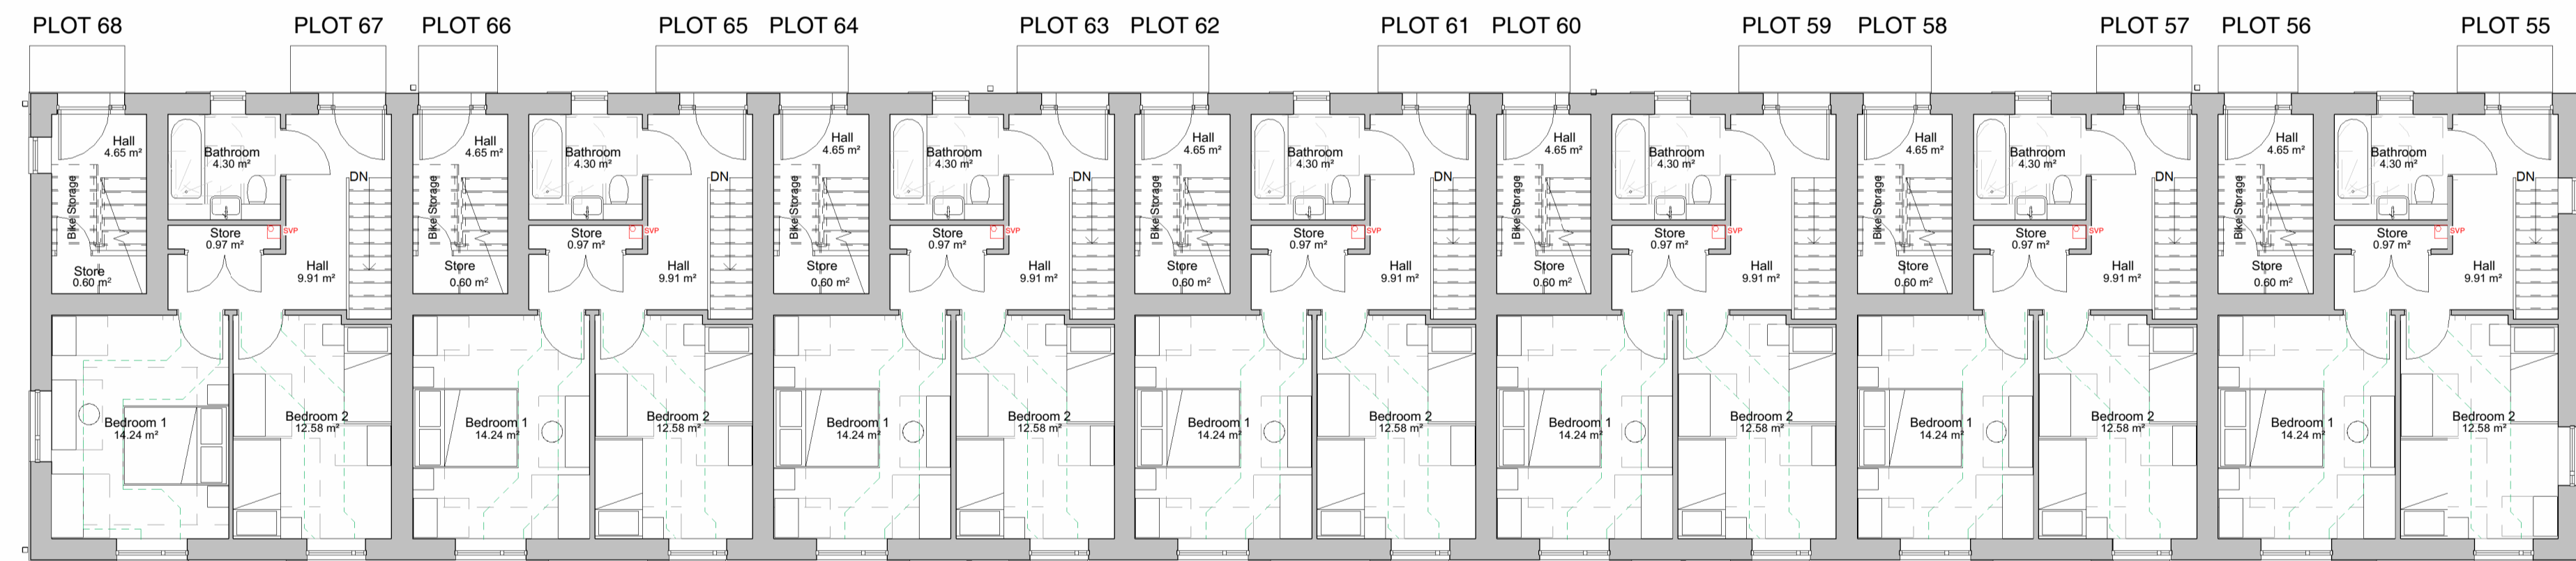 PLOT 68
PLOT 67
PLOT 66
PLOT 65
PLOT 64
PLOT 63
PLOT 62
PLOT 61
PLOT 60
PLOT 59
PLOT 58
PLOT 57
PLOT 56
PLOT 55
Hall
4.65 m²
Bathroom
4.30 m²
DN
Bike Storage
Store
0.97 m²
SVP
Store
0.60 m²
Hall
9.91 m²
Bedroom 1
14.24 m²
Bedroom 2
12.58 m²
Hall
4.65 m²
Bathroom
4.30 m²
DN
Bike Storage
Store
0.97 m²
SVP
Store
0.60 m²
Hall
9.91 m²
Bedroom 1
14.24 m²
Bedroom 2
12.58 m²
Hall
4.65 m²
Bathroom
4.30 m²
DN
Bike Storage
Store
0.97 m²
SVP
Store
0.60 m²
Hall
9.91 m²
Bedroom 1
14.24 m²
Bedroom 2
12.58 m²
Hall
4.65 m²
Bathroom
4.30 m²
DN
Bike Storage
Store
0.97 m²
SVP
Store
0.60 m²
Hall
9.91 m²
Bedroom 1
14.24 m²
Bedroom 2
12.58 m²
Hall
4.65 m²
Bathroom
4.30 m²
Bike Storage
Store
0.97 m²
SVP
Store
0.60 m²
Hall
9.91 m²
Bedroom 1
14.24 m²
Bedroom 2
12.58 m²
Hall
4.65 m²
Bathroom
4.30 m²
DN
Bike Storage
Store
0.97 m²
SVP
Store
0.60 m²
Hall
9.91 m²
Bedroom 1
14.24 m²
Bedroom 2
12.58 m²
Hall
4.65 m²
Bathroom
4.30 m²
DN
Bike Storage
Store
0.97 m²
SVP
Store
0.60 m²
Hall
9.91 m²
Bedroom 1
14.24 m²
Bedroom 2
12.58 m²